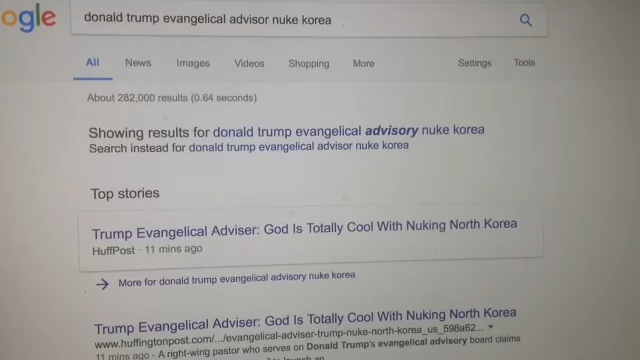 ogle donald trump evangelical advisor nuke korea
All News Images Videos Shopping More Settings Tools
About 282,000 results (0.64 seconds)
Showing results for donald trump evangelical advisory nuke korea
Search instead for donald trump evangelical advisor nuke korea
Top stories
Trump Evangelical Adviser: God Is Totally Cool With Nuking North Korea
HuffPost · 11 mins ago
→ More for donald trump evangelical advisory nuke korea
Trump Evangelical Adviser: God Is Totally Cool With Nuking North Korea
www.huffingtonpost.com/.../evangelical-adviser-trump-nuke-north-korea_us_598a62... ▼
11 mins ago - A right-wing pastor who serves on Donald Trump's evangelical advisory board claims